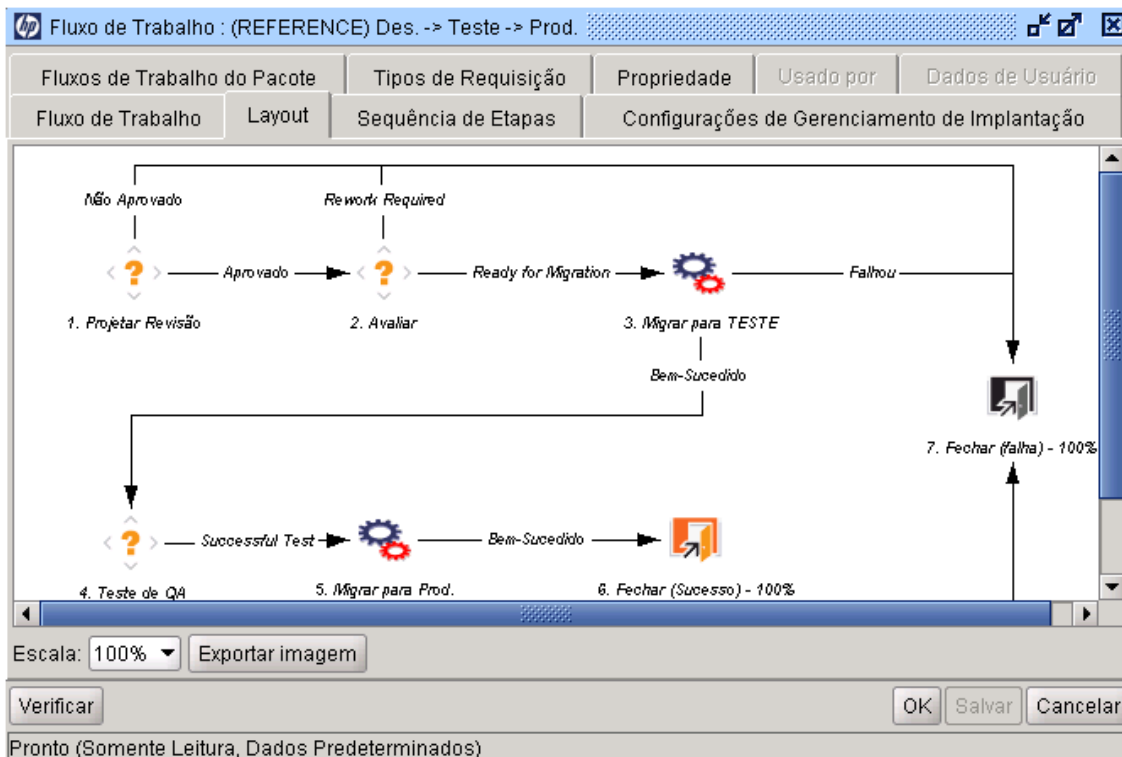 hp Fluxo de Trabalho : (REFERENCE) Des. -> Teste -> Prod.
Fluxos de Trabalho do Pacote Tipos de Requisição Propriedade Usado por Dados de Usuário
Fluxo de Trabalho Layout Sequência de Etapas Configurações de Gerenciamento de Implantação
Não Aprovado Rework Required
? Aprovado ? Ready for Migration Falhou
1. Projetar Revisão 2. Avaliar 3. Migrar para TESTE
Bem-Sucedido
7. Fechar (falha) - 100%
? Successful Test Bem-Sucedido
4. Teste de QA 5. Migrar para Prod. 6. Fechar (Sucesso) - 100%
Escala: 100% Exportar imagem
Verificar OK Salvar Cancelar
Pronto (Somente Leitura, Dados Predeterminados)